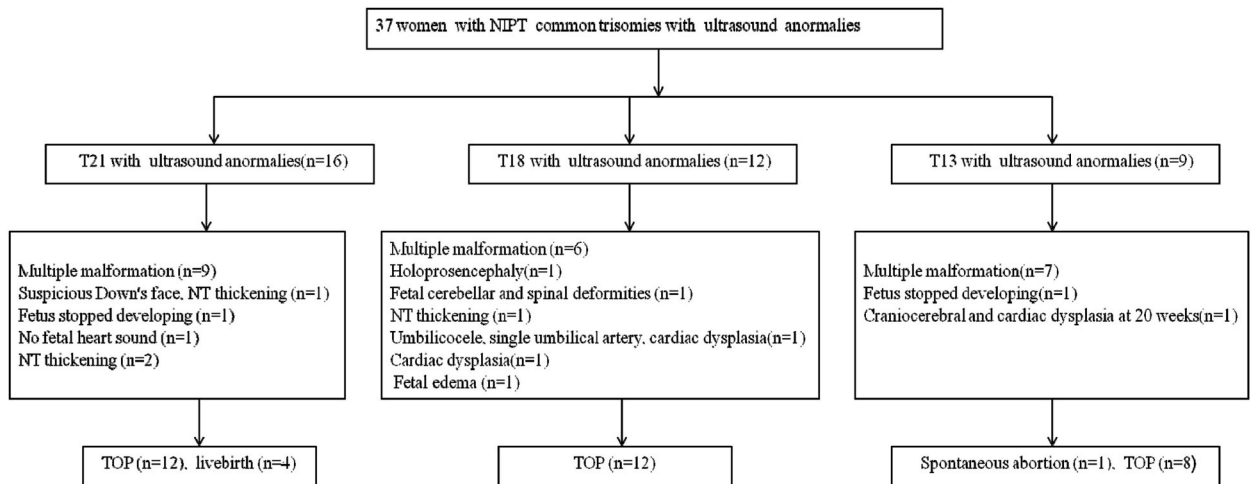 37 women with NIPT common trisomies with ultrasound anomalies
T21 with ultrasound anormalies(n=16)
T18 with ultrasound anormalies (n=12)
T13 with ultrasound anormalies (n=9)
Multiple malformation (n=9)
Suspicious Down's face, NT thickening (n=1)
Fetus stopped developing (n=1)
No fetal heart sound (n=1)
NT thickening (n=2)
Multiple malformation (n=6)
Holoprosencephaly(n=1)
Fetal cerebellar and spinal deformities (n=1)
NT thickening (n=1)
Umbilicocele, single umbilical artery, cardiac dysplasia(n=1)
Cardiac dysplasia(n=1)
Fetal edema (n=1)
Multiple malformation(n=7)
Fetus stopped developing(n=1)
Craniocerebral and cardiac dysplasia at 20 weeks(n=1)
TOP (n=12), livebirth (n=4)
TOP (n=12)
Spontaneous abortion (n=1), TOP (n=8)